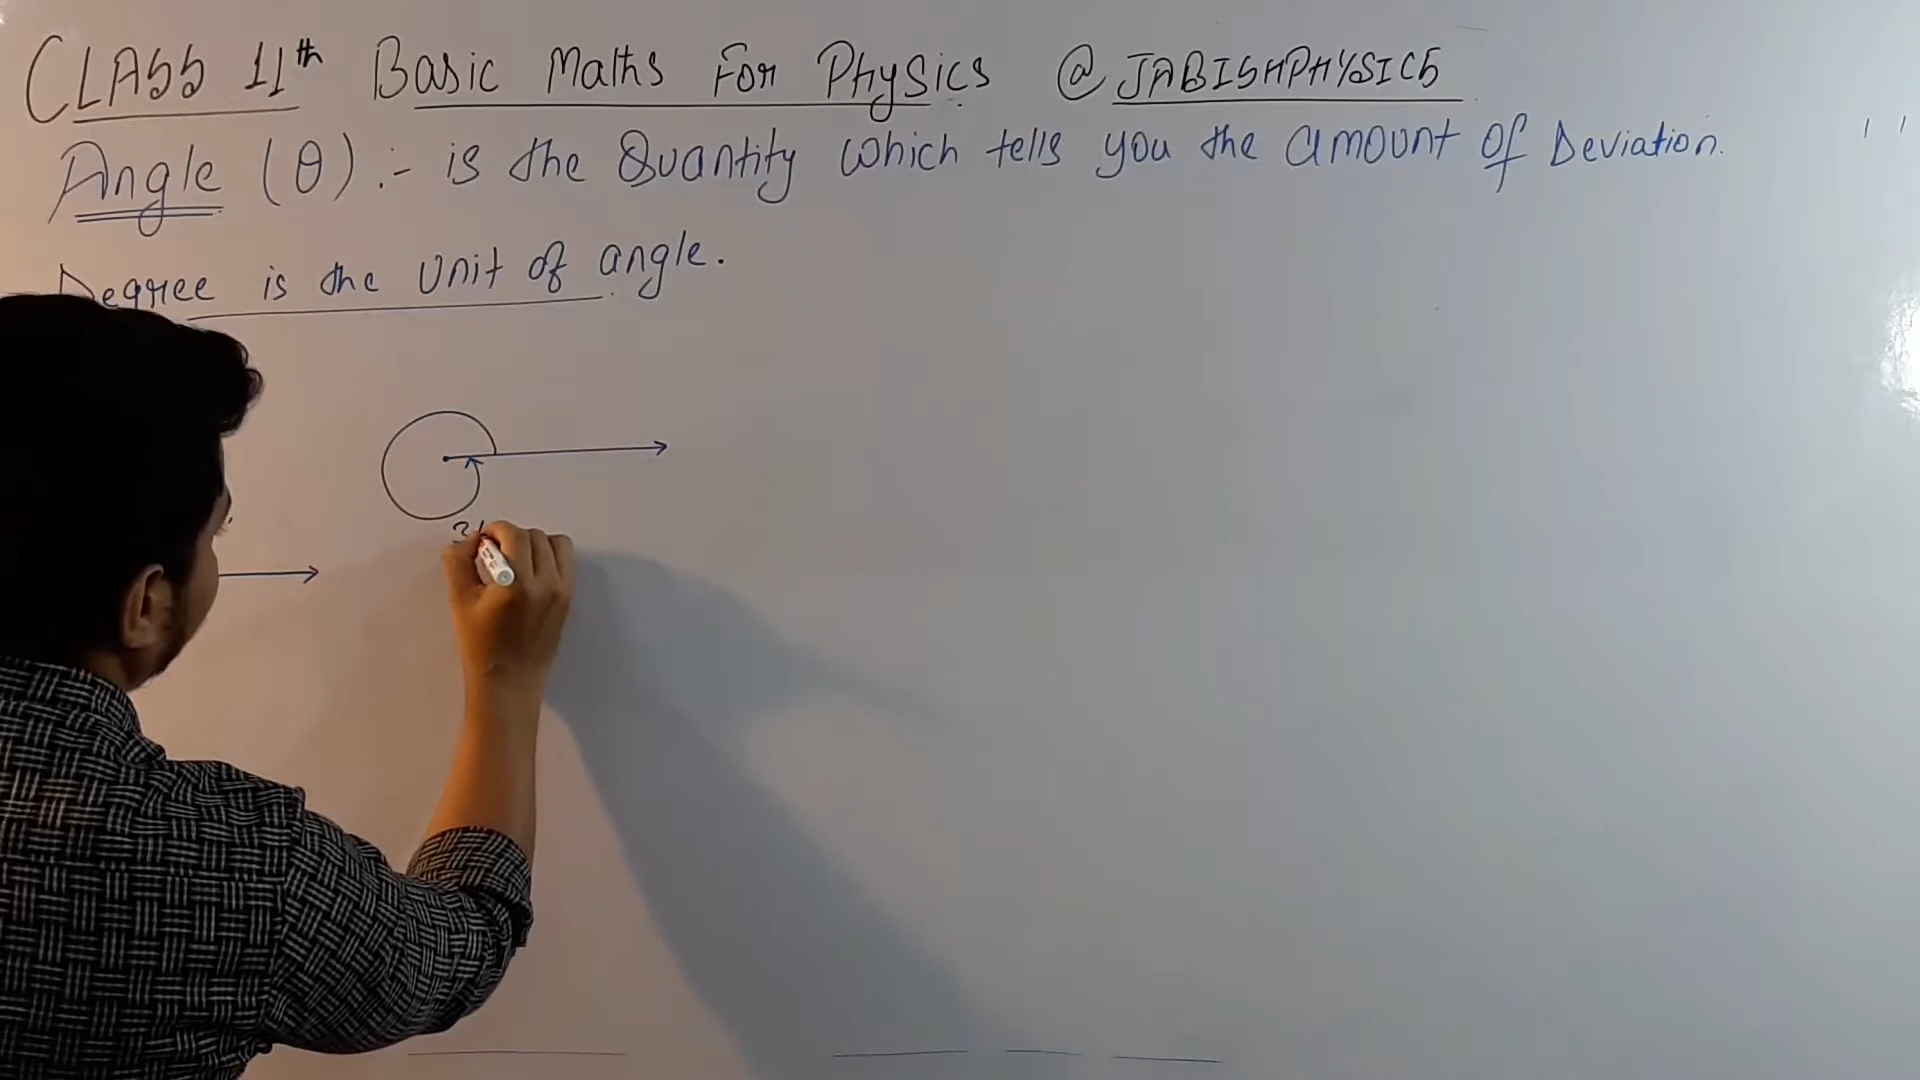 CLASS 11th Basic Maths For Physics @JABISHPHYSICS
Angle (θ) :- is the Quantity which tells you the amount of Deviation.
Degree is the unit of angle.